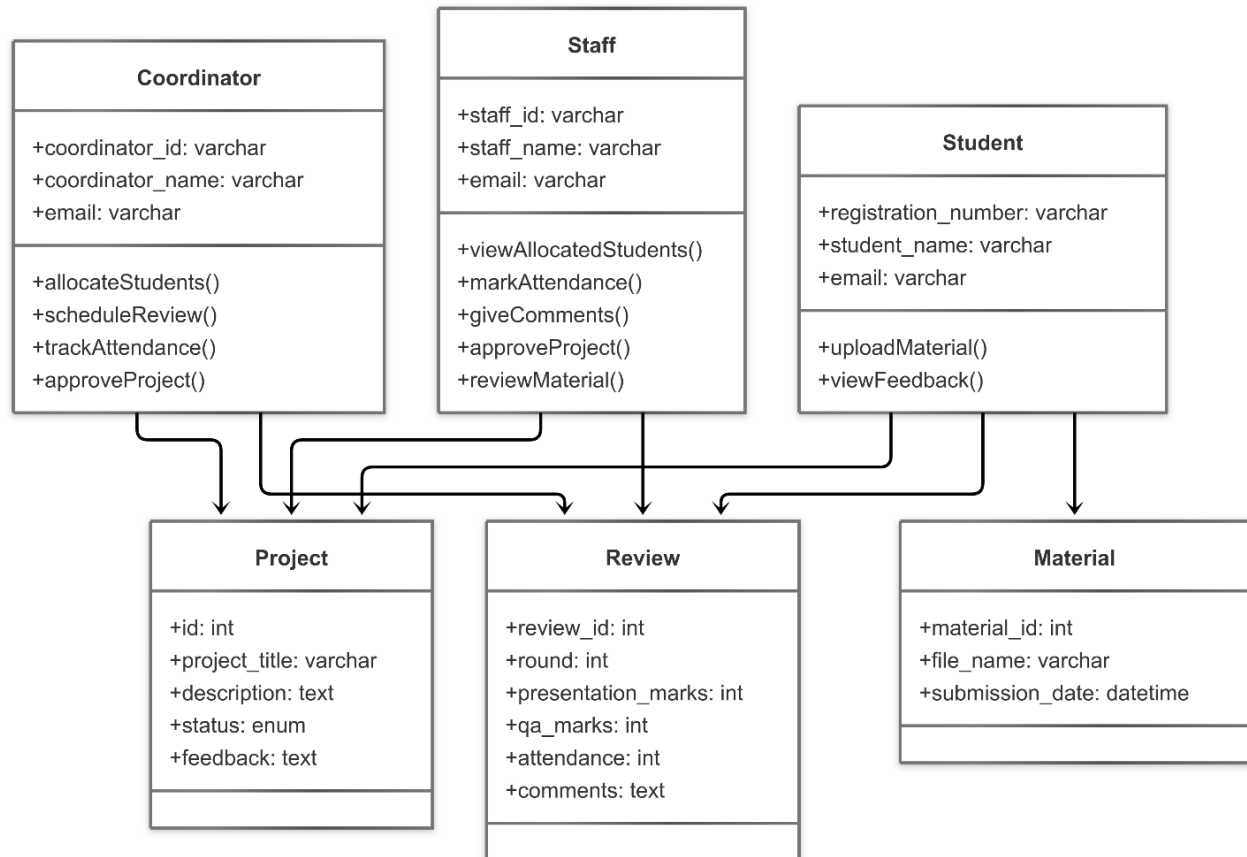 Coordinator
+coordinator_id: varchar
+coordinator_name: varchar
+email: varchar
+allocateStudents()
+scheduleReview()
+trackAttendance()
+approveProject()
Staff
+staff_id: varchar
+staff_name: varchar
+email: varchar
+viewAllocatedStudents()
+markAttendance()
+giveComments()
+approveProject()
+reviewMaterial()
Student
+registration_number: varchar
+student_name: varchar
+email: varchar
+uploadMaterial()
+viewFeedback()
Project
+id: int
+project_title: varchar
+description: text
+status: enum
+feedback: text
Review
+review_id: int
+round: int
+presentation_marks: int
+qa_marks: int
+attendance: int
+comments: text
Material
+material_id: int
+file_name: varchar
+submission_date: datetime